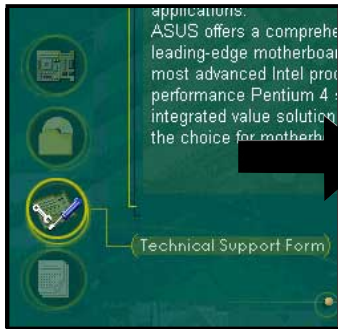 applications.
ASUS offers a comprehe
leading-edge motherboar
most advanced Intel proc
performance Pentium 4 s
integrated value solution
the choice for motherb
Technical Support Form